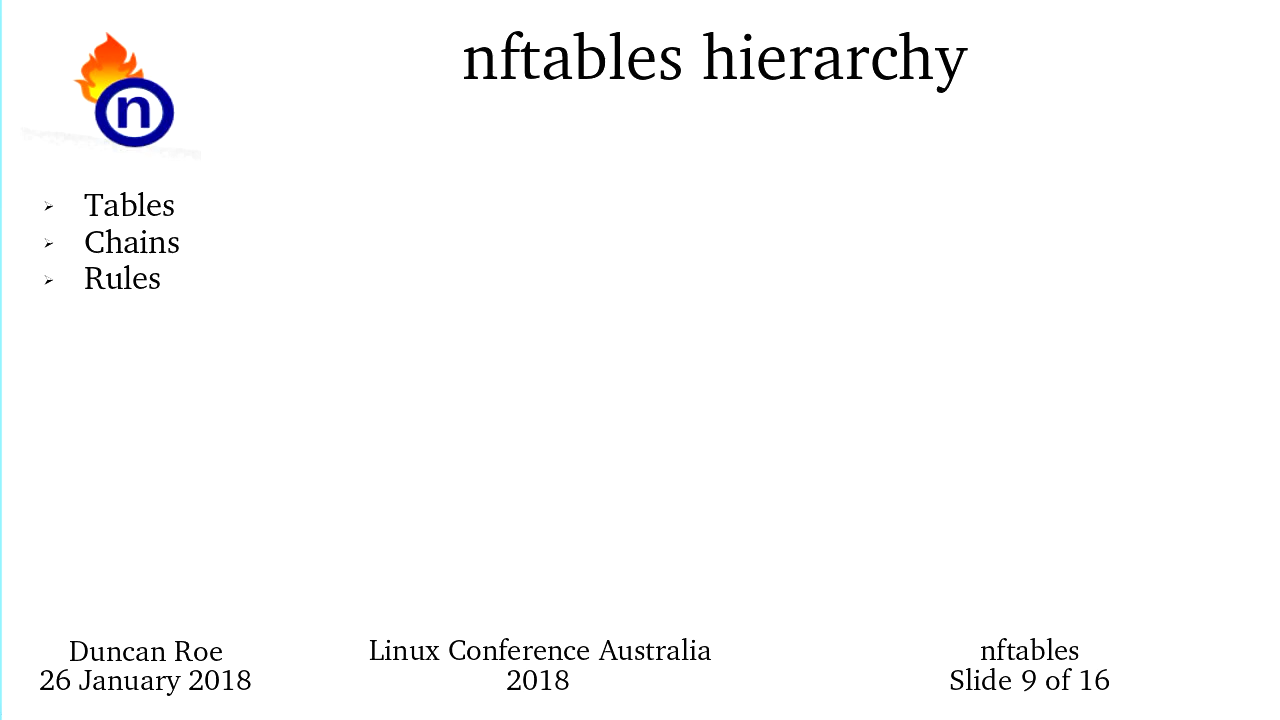 nftables hierarchy
n
➢ Tables
➢ Chains
➢ Rules
Duncan Roe
26 January 2018
Linux Conference Australia
2018
nftables
Slide 9 of 16